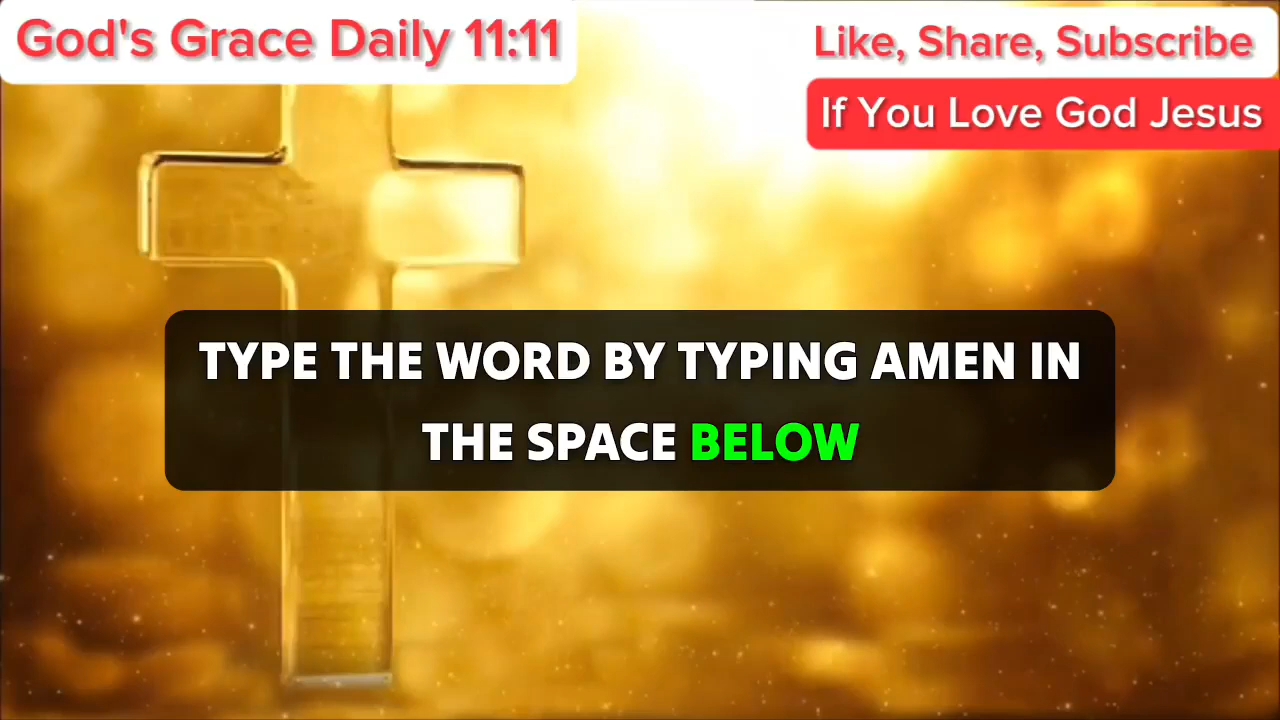 God's Grace Daily 11:11
Like, Share, Subscribe
If You Love God Jesus
TYPE THE WORD BY TYPING AMEN IN
THE SPACE BELOW